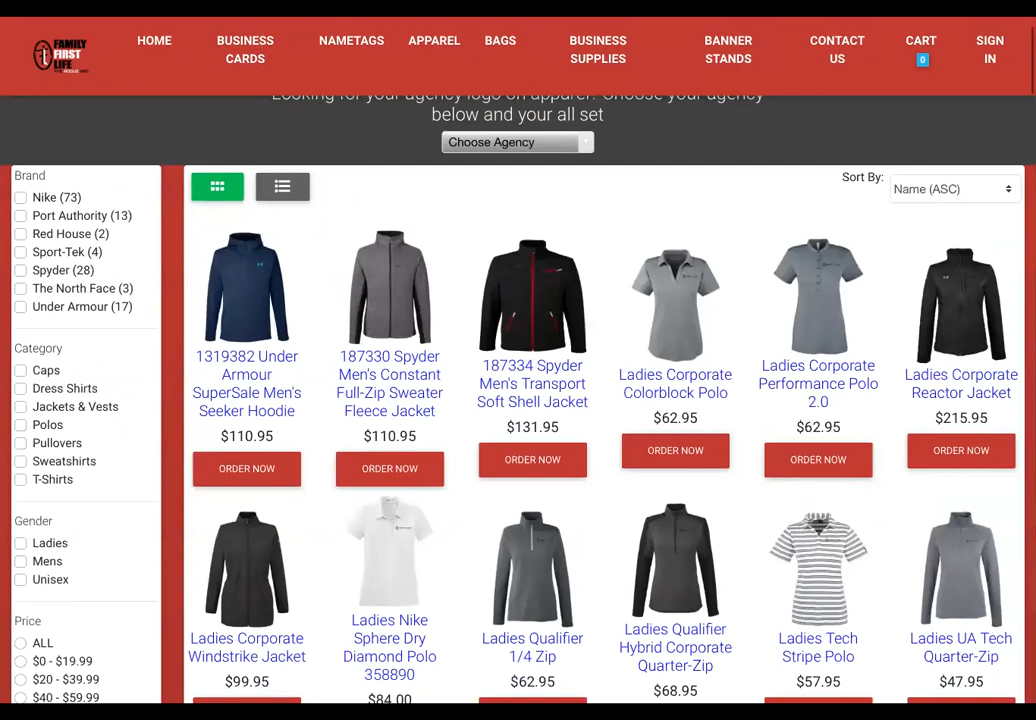 FAMILY
FIRST
LIFE
HOME
BUSINESS
CARDS
NAMETAGS
APPAREL
BAGS
BUSINESS
SUPPLIES
BANNER
STANDS
CONTACT
US
CART
0
SIGN
IN
Looking for your agency logo on apparel? Choose your agency
below and your all set
Choose Agency
Brand
Nike (73)
Port Authority (13)
Red House (2)
Sport-Tek (4)
Spyder (28)
The North Face (3)
Under Armour (17)
Category
Caps
Dress Shirts
Jackets & Vests
Polos
Pullovers
Sweatshirts
T-Shirts
Gender
Ladies
Mens
Unisex
Price
ALL
$0 - $19.99
$20 - $39.99
$40 - $59.99
Sort By:
Name (ASC)
1319382 Under
Armour
SuperSale Men's
Seeker Hoodie
$110.95
ORDER NOW
187330 Spyder
Men's Constant
Full-Zip Sweater
Fleece Jacket
$110.95
ORDER NOW
187334 Spyder
Men's Transport
Soft Shell Jacket
$131.95
ORDER NOW
Ladies Corporate
Colorblock Polo
$62.95
ORDER NOW
Ladies Corporate
Performance Polo
2.0
$62.95
ORDER NOW
Ladies Corporate
Reactor Jacket
$215.95
ORDER NOW
Ladies Corporate
Windstrike Jacket
$99.95
Ladies Nike
Sphere Dry
Diamond Polo
358890
$84.00
Ladies Qualifier
1/4 Zip
$62.95
Ladies Qualifier
Hybrid Corporate
Quarter-Zip
$68.95
Ladies Tech
Stripe Polo
$57.95
Ladies UA Tech
Quarter-Zip
$47.95